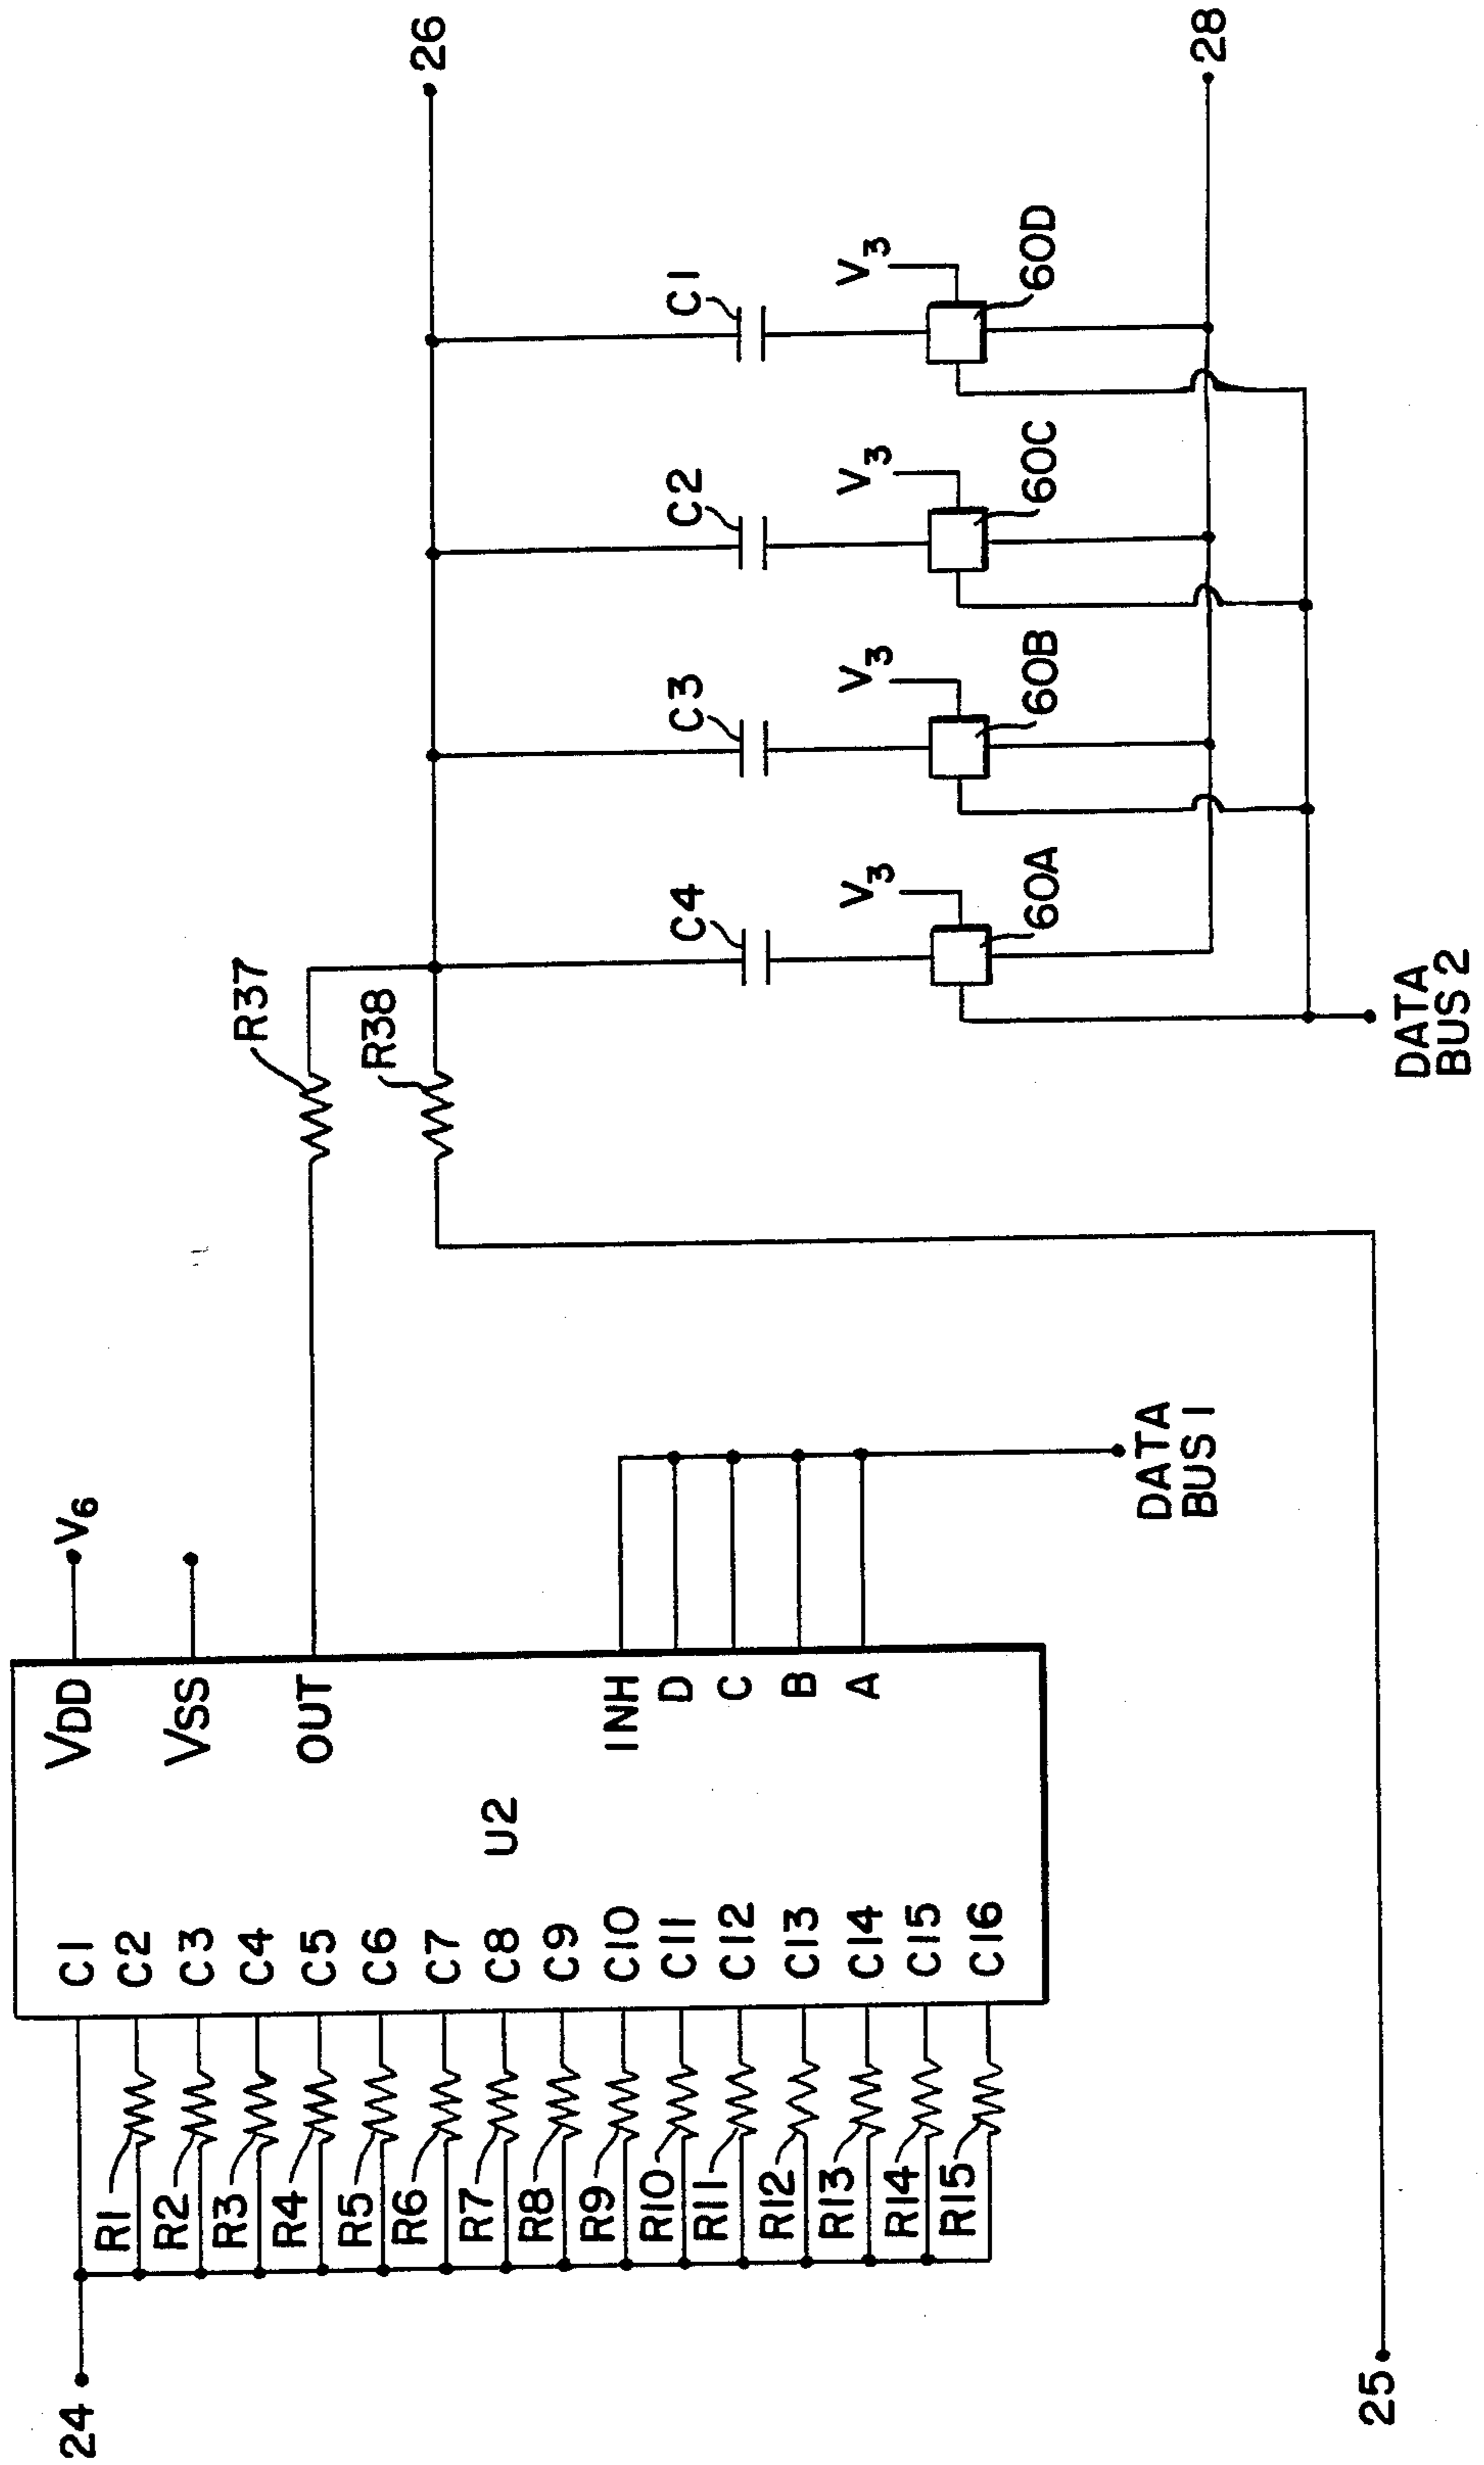 24
25
R1
R2
R3
R4
R5
R6
R7
R8
R9
R10
R11
R12
R13
R14
R15
C1
C2
C3
C4
C5
C6
C7
C8
C9
C10
C11
C12
C13
C14
C15
C16
U2
VDD
VSS
OUT
INH
D
C
B
A
V6
DATA
BUS 1
R37
R38
C4
C3
C2
C1
V3
V3
V3
V3
60A
60B
60C
60D
DATA
BUS 2
26
28